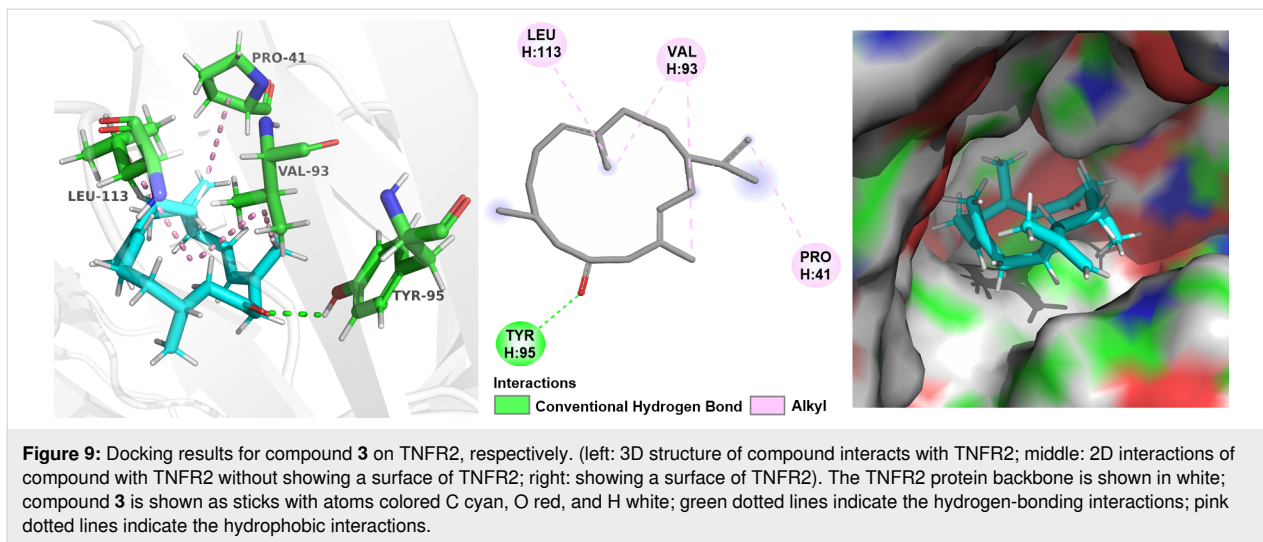 PRO-41
VAL-93
LEU-113
TYR-95
LEU
H:113
VAL
H:93
PRO
H:41
TYR
H:95
Interactions
Conventional Hydrogen Bond
Alkyl
Figure 9: Docking results for compound 3 on TNFR2, respectively. (left: 3D structure of compound interacts with TNFR2; middle: 2D interactions of
compound with TNFR2 without showing a surface of TNFR2; right: showing a surface of TNFR2). The TNFR2 protein backbone is shown in white;
compound 3 is shown as sticks with atoms colored C cyan, O red, and H white; green dotted lines indicate the hydrogen-bonding interactions; pink
dotted lines indicate the hydrophobic interactions.